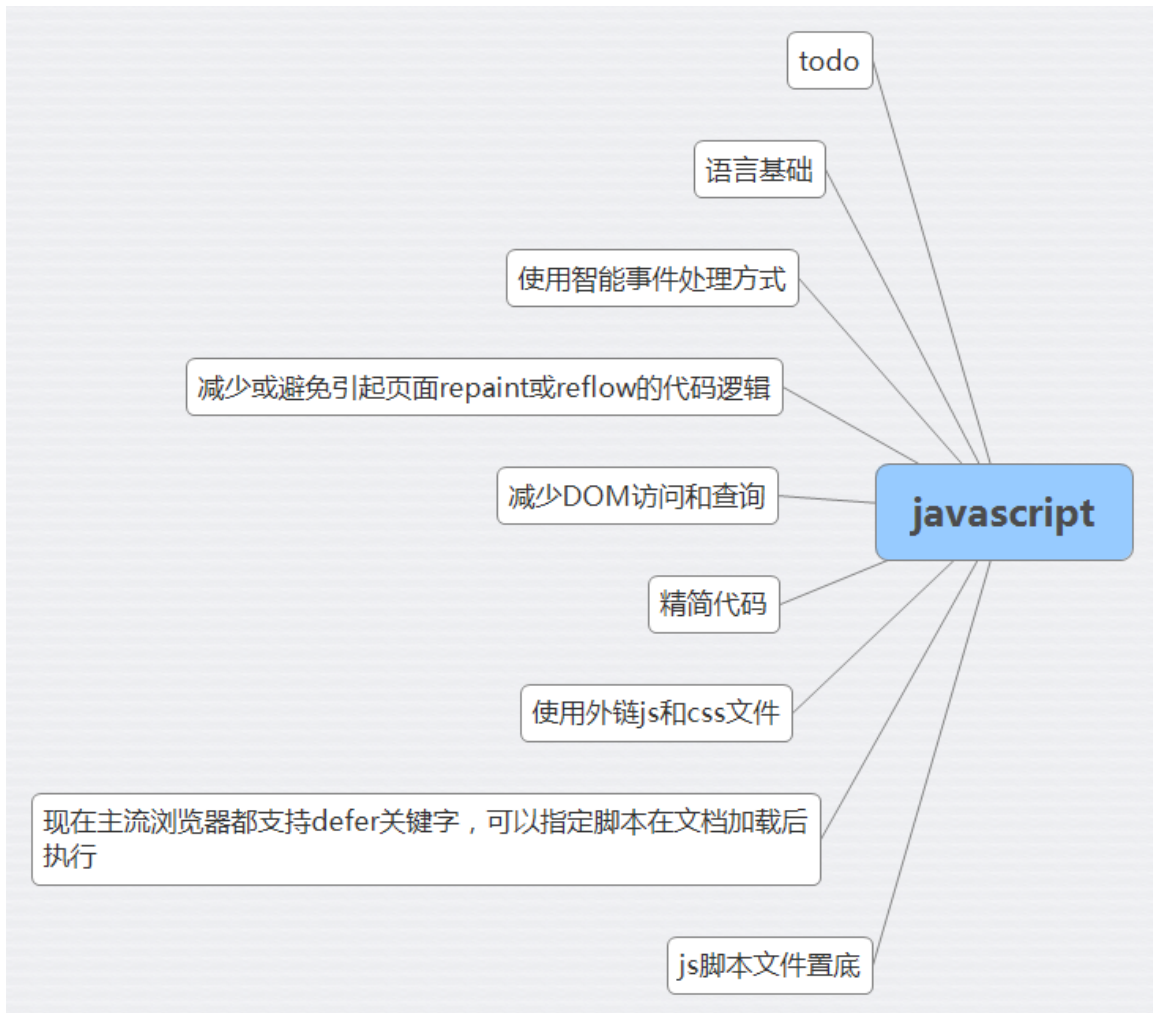 todo
语言基础
使用智能事件处理方式
减少或避免引起页面repaint或reflow的代码逻辑
减少DOM访问和查询
javascript
精简代码
使用外链js和css文件
现在主流浏览器都支持defer关键字，可以指定脚本在文档加载后
执行
js脚本文件置底